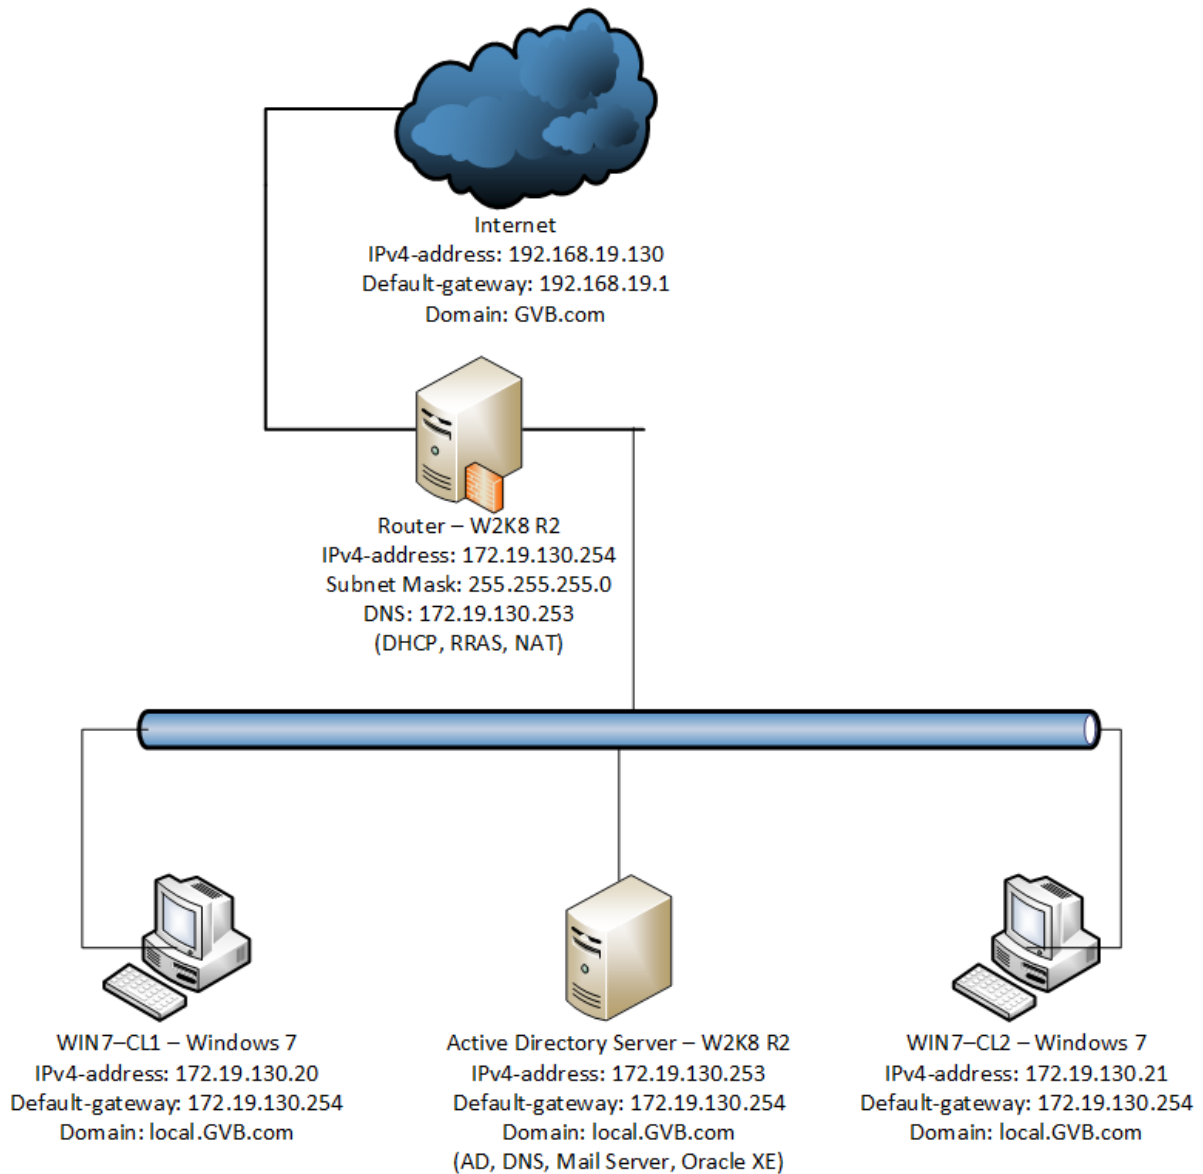 Internet
IPv4-address: 192.168.19.130
Default-gateway: 192.168.19.1
Domain: GVB.com
Router – W2K8 R2
IPv4-address: 172.19.130.254
Subnet Mask: 255.255.255.0
DNS: 172.19.130.253
(DHCP, RRAS, NAT)
WIN7–CL1 – Windows 7
IPv4-address: 172.19.130.20
Default-gateway: 172.19.130.254
Domain: local.GVB.com
Active Directory Server – W2K8 R2
IPv4-address: 172.19.130.253
Default-gateway: 172.19.130.254
Domain: local.GVB.com
(AD, DNS, Mail Server, Oracle XE)
WIN7–CL2 – Windows 7
IPv4-address: 172.19.130.21
Default-gateway: 172.19.130.254
Domain: local.GVB.com